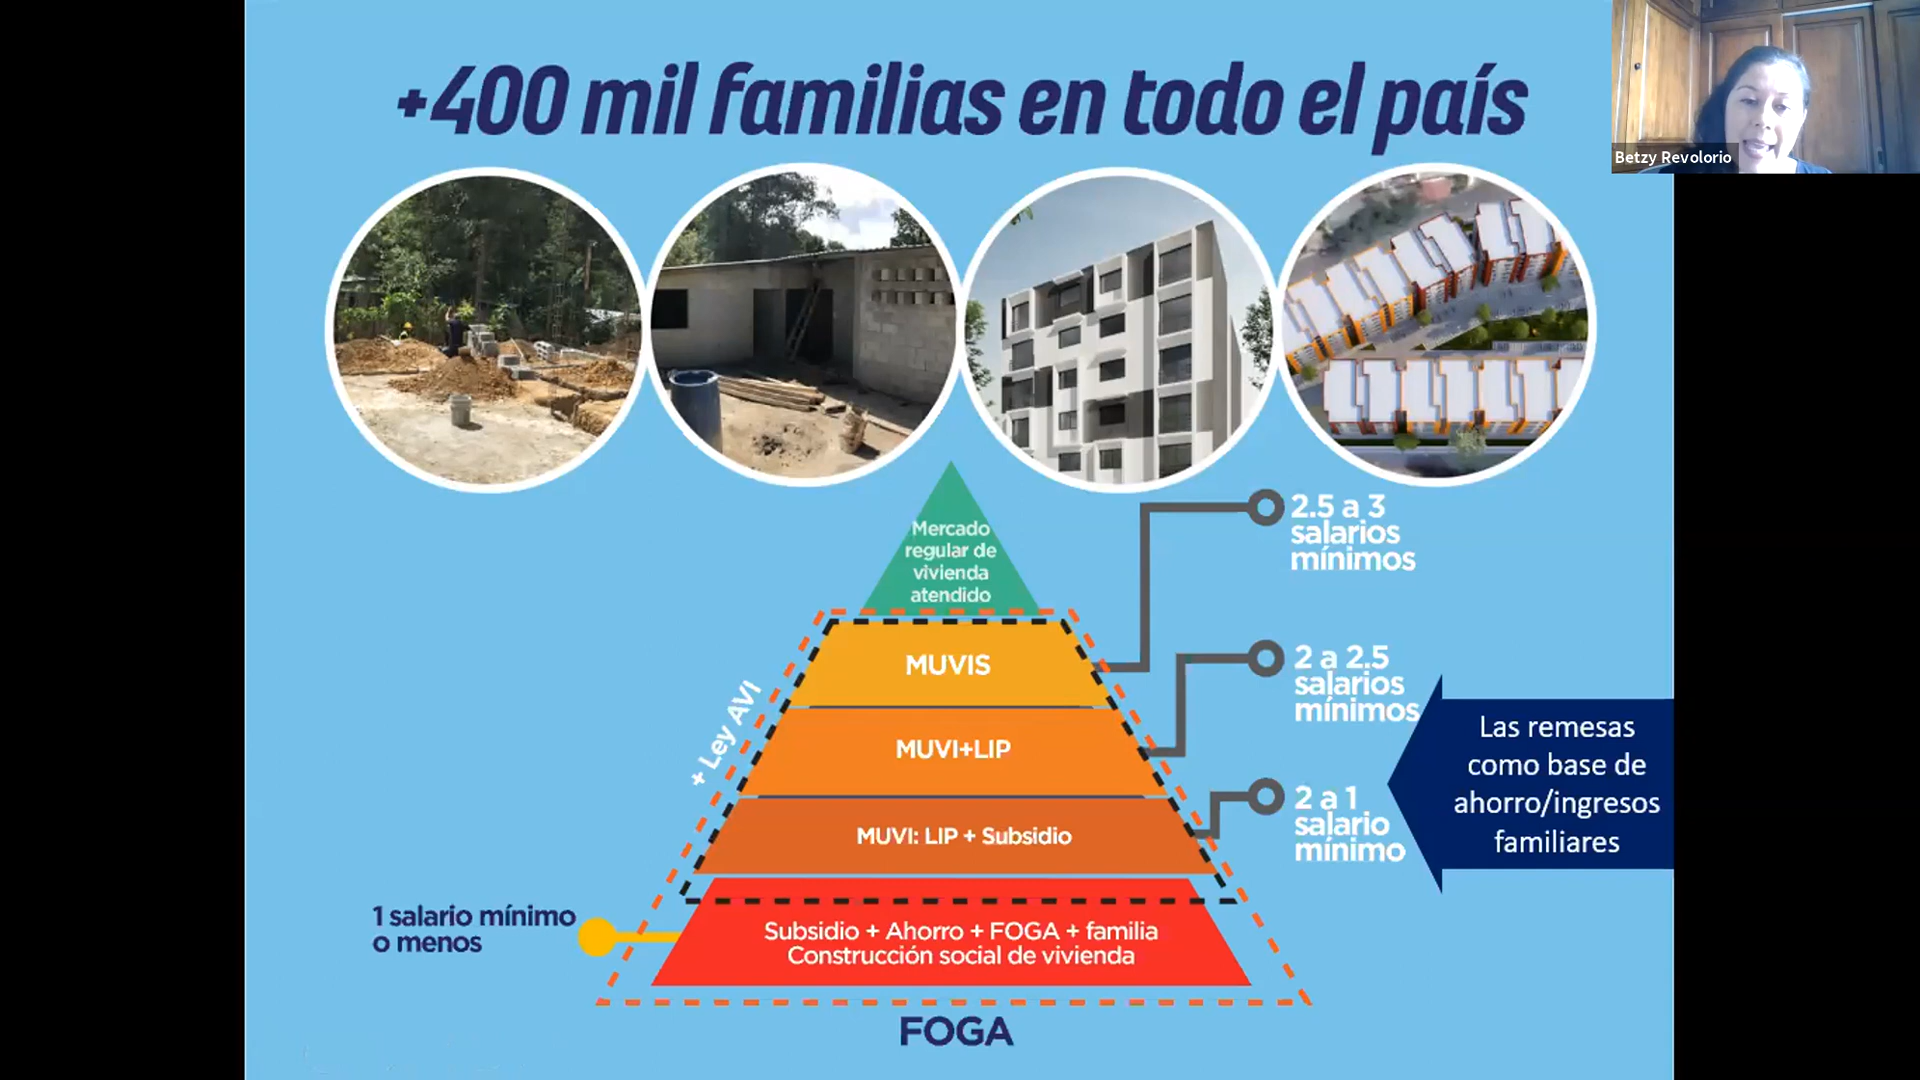 +400 mil familias en todo el país
Betzy Revolorio
Mercado
regular de
vivienda
atendido
2.5 a 3
salarios
mínimos
MUVIS
2 a 2.5
salarios
mínimos
+ Ley AVI
MUVI+LIP
Las remesas
como base de
ahorro/ingresos
familiares
MUVI: LIP + Subsidio
2 a 1
salario
mínimo
1 salario mínimo
o menos
Subsidio + Ahorro + FOGA + familia
Construcción social de vivienda
FOGA